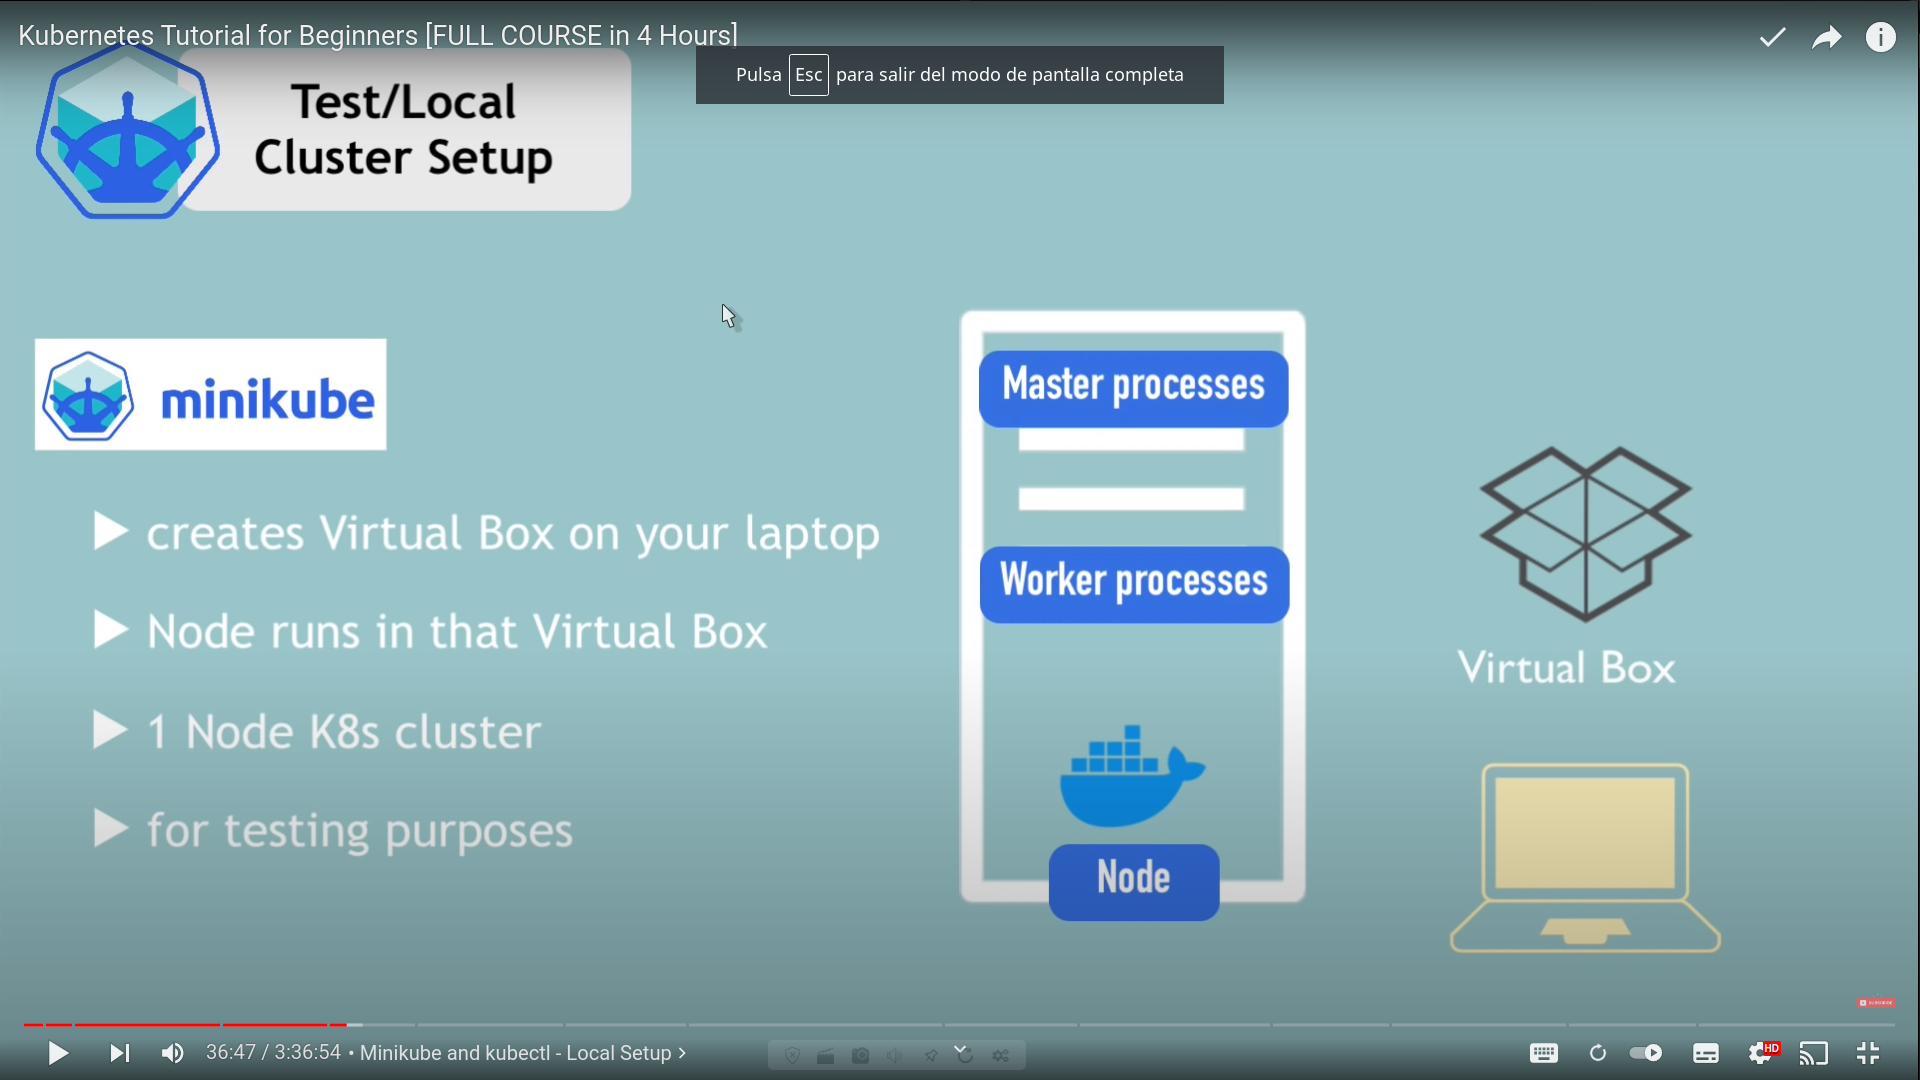 Kubernetes Tutorial for Beginners [FULL COURSE in 4 Hours]
Pulsa Esc para salir del modo de pantalla completa
Test/Local
Cluster Setup
minikube
creates Virtual Box on your laptop
Node runs in that Virtual Box
1 Node K8s cluster
for testing purposes
Master processes
Worker processes
Node
Virtual Box
SUBSCRIBE
36:47 / 3:36:54 • Minikube and kubectl - Local Setup
HD